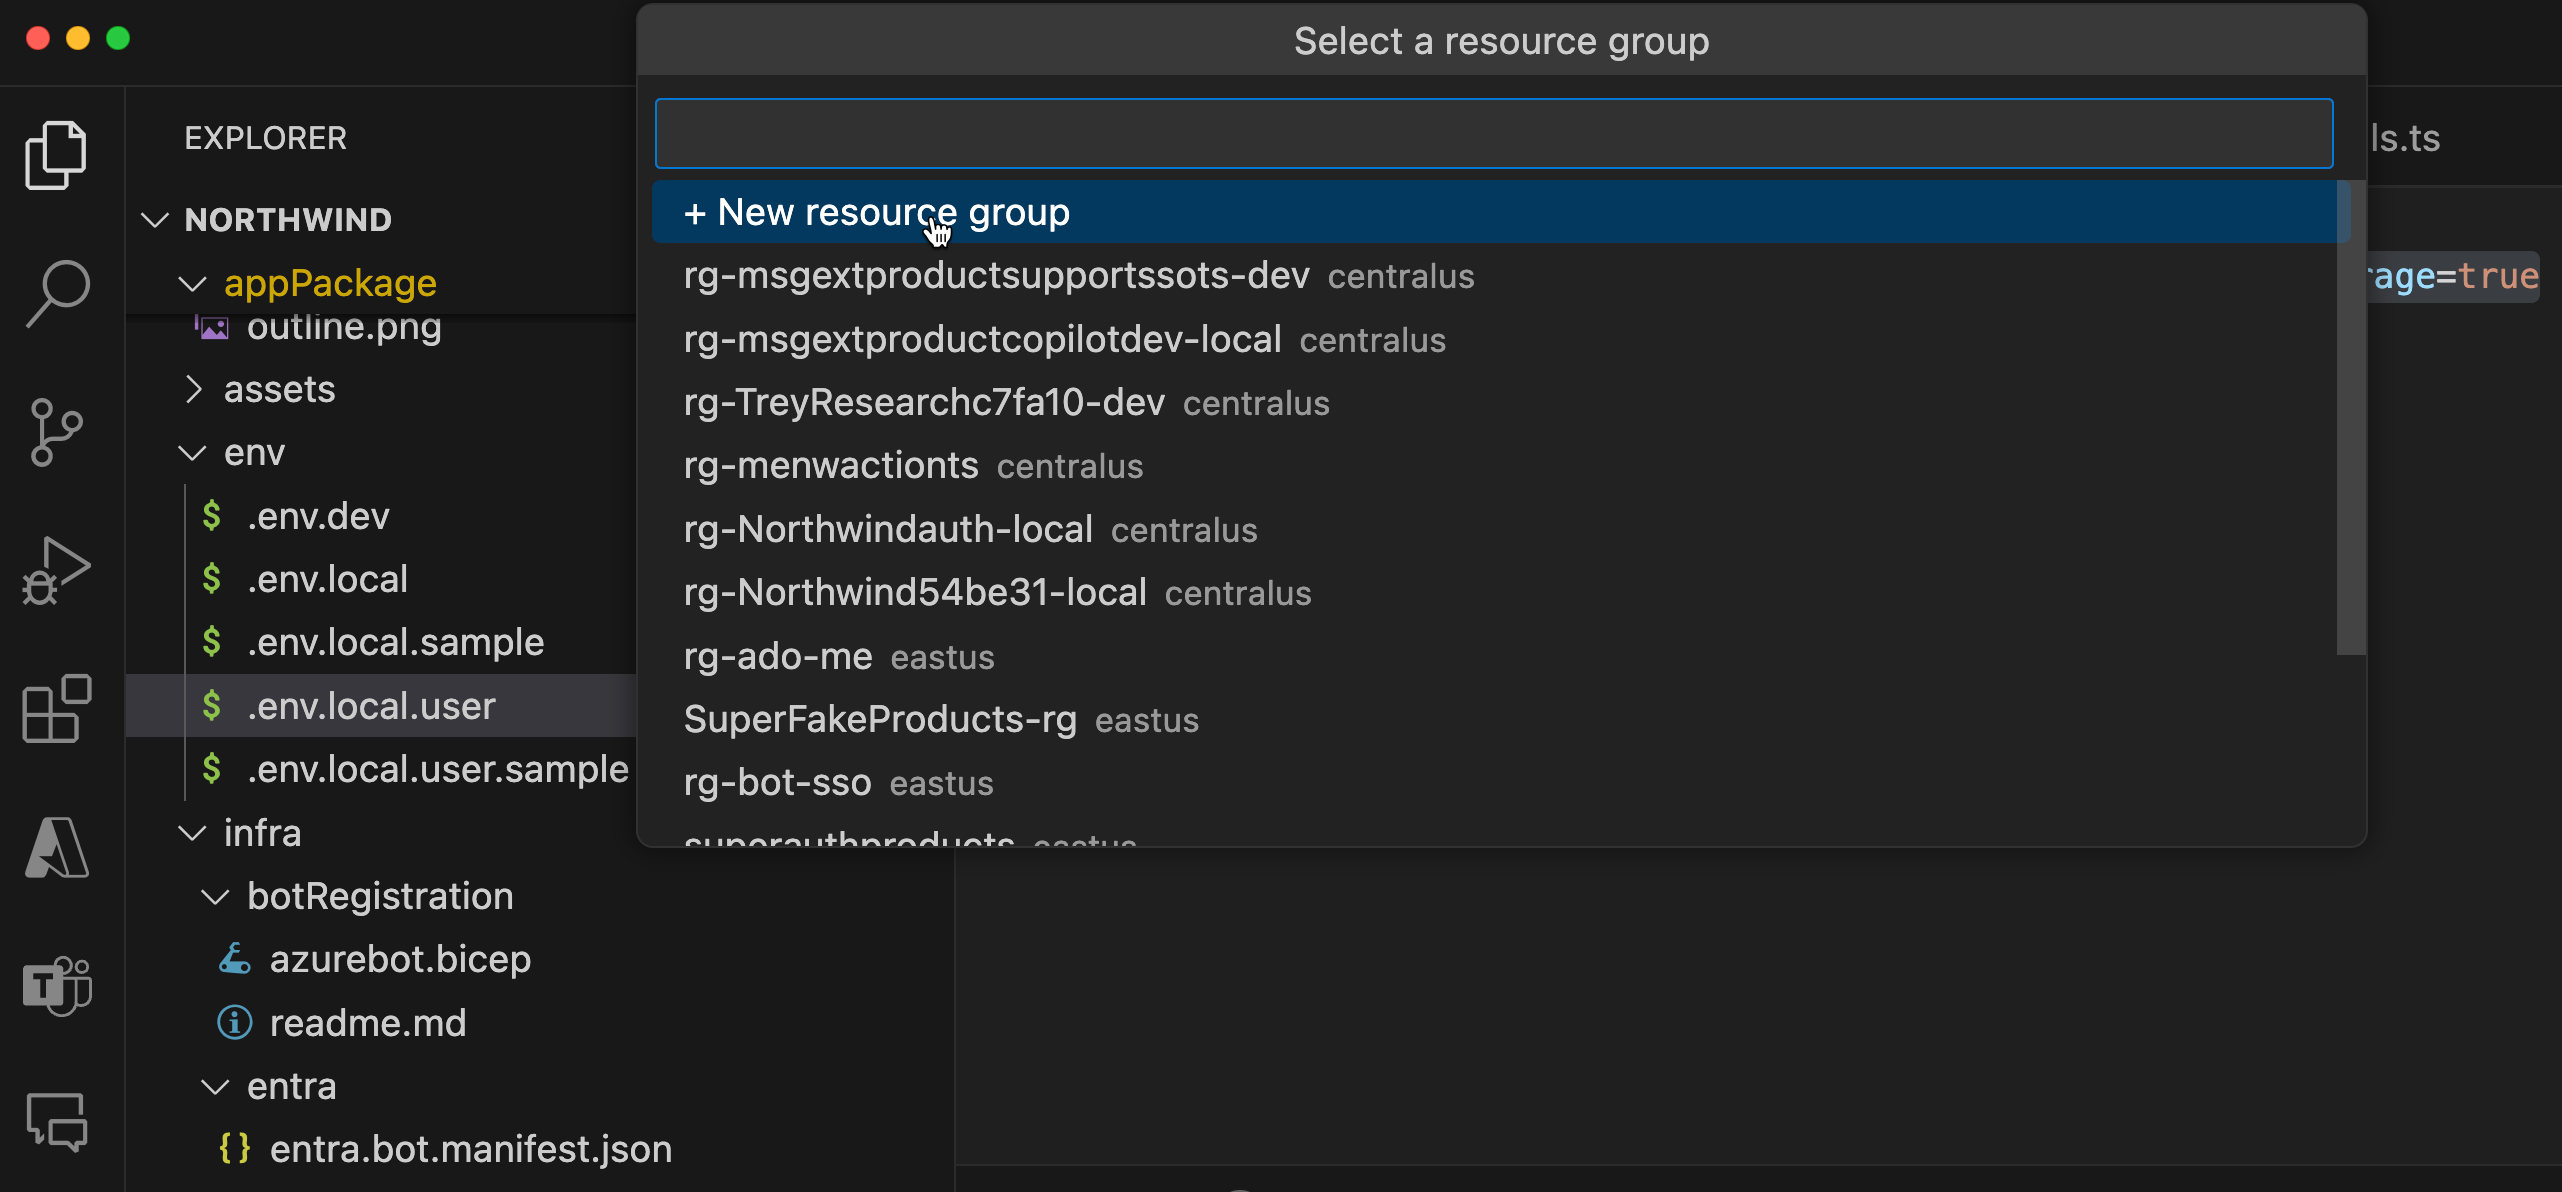 Select a resource group
+ New resource group
rg-msgextproductsupportssots-dev centralus
rg-msgextproductcopilotdev-local centralus
rg-TreyResearchc7fa10-dev centralus
rg-menwactionts centralus
rg-Northwindauth-local centralus
rg-Northwind54be31-local centralus
rg-ado-me eastus
SuperFakeProducts-rg eastus
rg-bot-sso eastus
superauthproducts eastus
EXPLORER
NORTHWIND
appPackage
outline.png
assets
env
$ .env.dev
$ .env.local
$ .env.local.sample
$ .env.local.user
$ .env.local.user.sample
infra
botRegistration
azurebot.bicep
readme.md
entra
{} entra.bot.manifest.json
ls.ts
rage=true